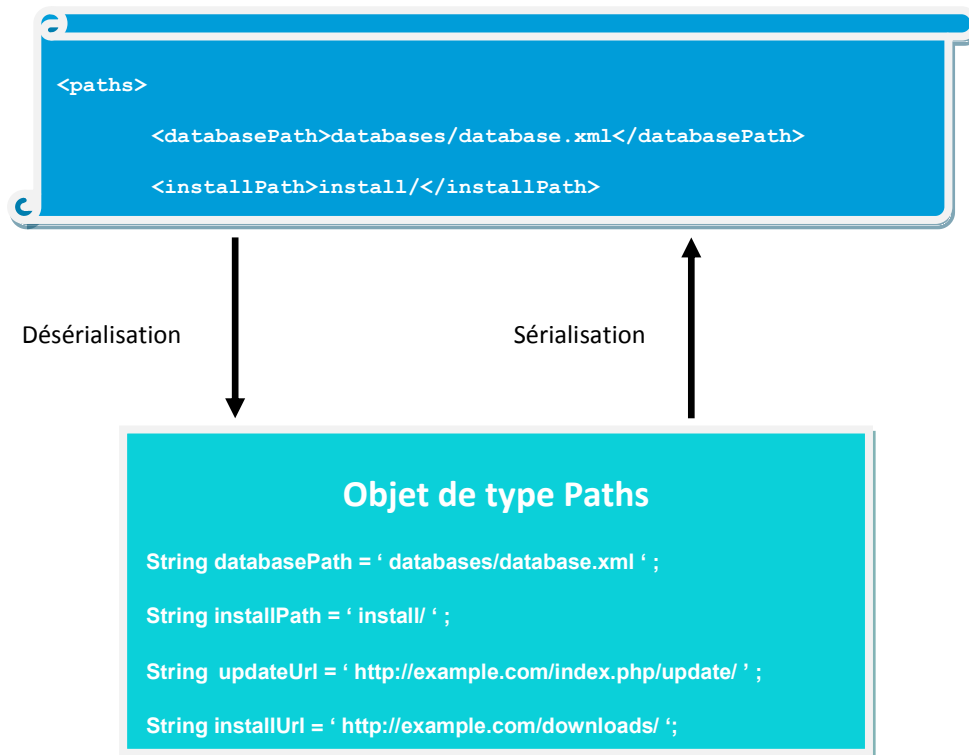 <paths>
<databasePath>databases/database.xml</databasePath>
<installPath>install/</installPath>
Désérialisation
Sérialisation
Objet de type Paths
String databasePath = ‘ databases/database.xml ‘ ;
String installPath = ‘ install/ ‘ ;
String updateUrl = ‘ http://example.com/index.php/update/ ’ ;
String installUrl = ‘ http://example.com/downloads/ ‘;